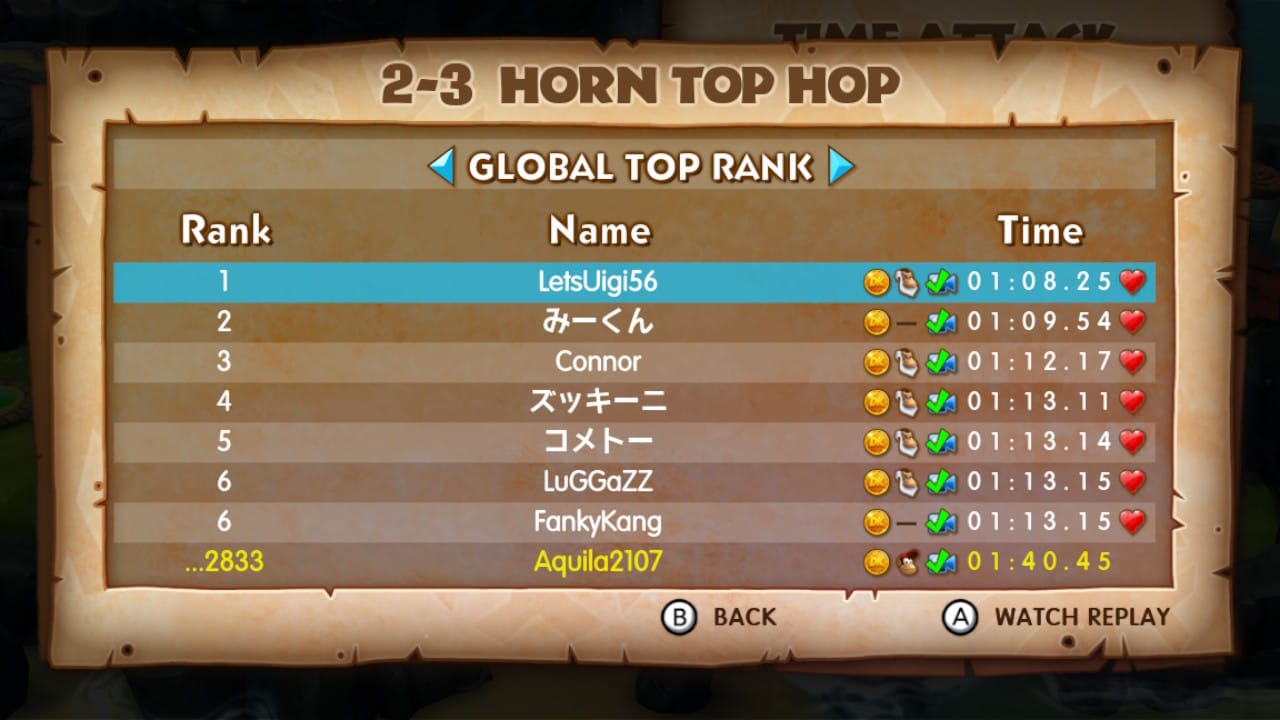 TIME ATTACK
2-3 HORN TOP HOP
GLOBAL TOP RANK
Rank Name Time
1 LetsUigi56 01:08.25
2 みーくん 01:09.54
3 Connor 01:12.17
4 ズッキーニ 01:13.11
5 コメトー 01:13.14
6 LuGGaZZ 01:13.15
6 FankyKang 01:13.15
...2833 Aquila2107 01:40.45
B BACK A WATCH REPLAY